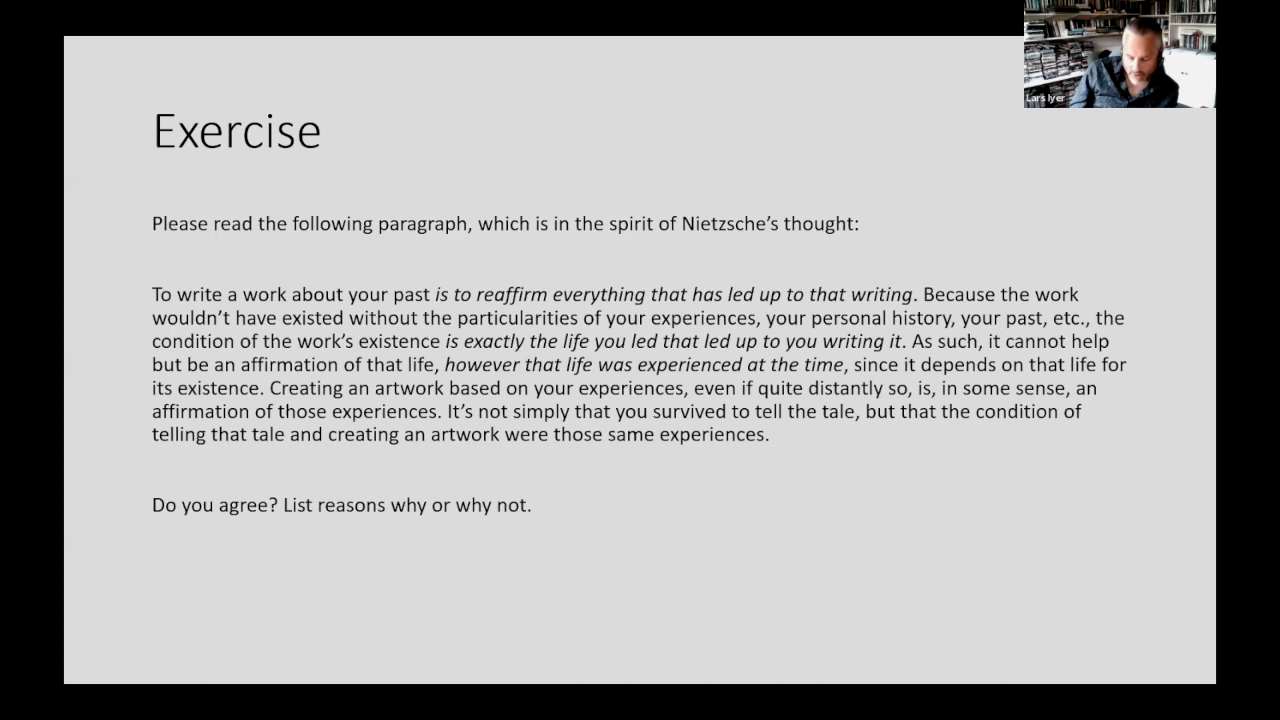 Lars Iyer
Exercise
Please read the following paragraph, which is in the spirit of Nietzsche’s thought:
To write a work about your past is to reaffirm everything that has led up to that writing. Because the work
wouldn’t have existed without the particularities of your experiences, your personal history, your past, etc., the
condition of the work’s existence is exactly the life you led that led up to you writing it. As such, it cannot help
but be an affirmation of that life, however that life was experienced at the time, since it depends on that life for
its existence. Creating an artwork based on your experiences, even if quite distantly so, is, in some sense, an
affirmation of those experiences. It’s not simply that you survived to tell the tale, but that the condition of
telling that tale and creating an artwork were those same experiences.
Do you agree? List reasons why or why not.